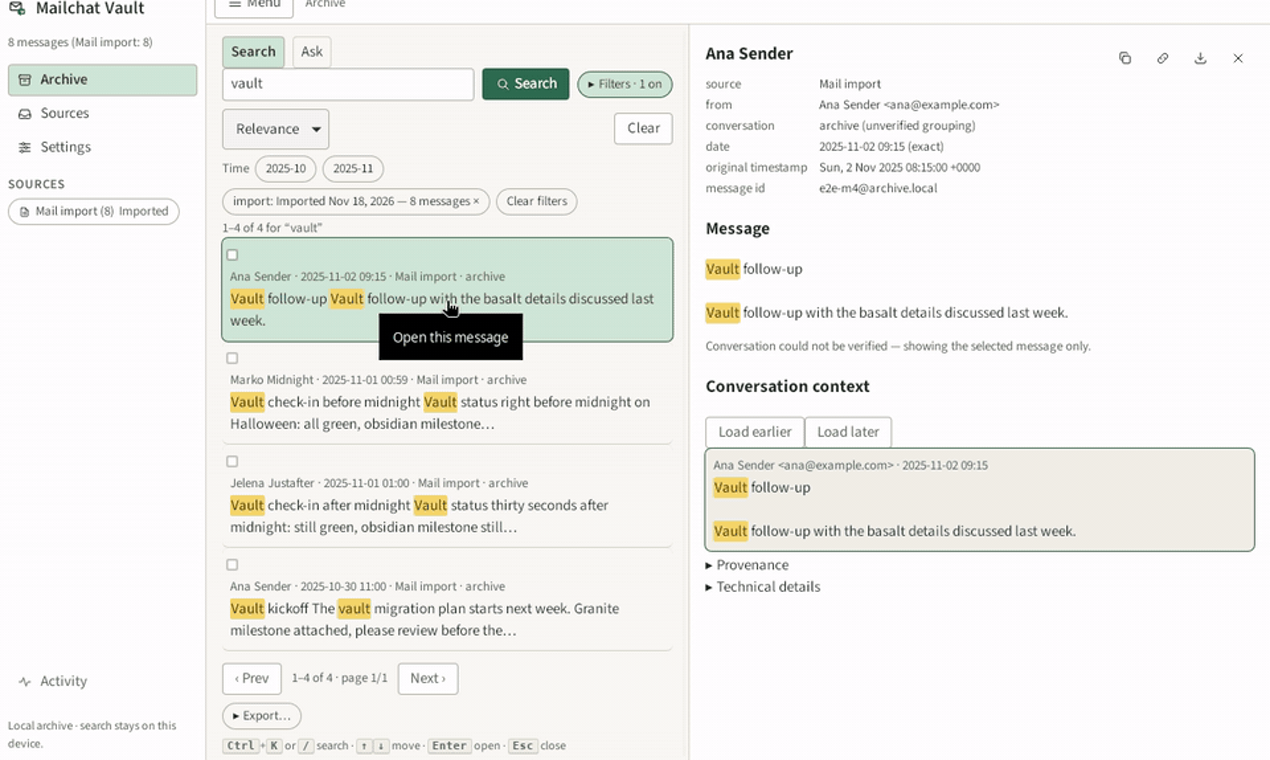 Mailchat Vault
8 messages (Mail import: 8)
Archive
Sources
Settings
SOURCES
Mail import (8) Imported
Activity
Local archive · search stays on this
device.
≡ Menu
Archive
Search
Ask
vault
Search
▸ Filters · 1 on
Relevance
Clear
Time
2025-10
2025-11
import: Imported Nov 18, 2026 — 8 messages ×
Clear filters
1–4 of 4 for “vault”
Ana Sender · 2025-11-02 09:15 · Mail import · archive
Vault follow-up Vault follow-up with the basalt details discussed last
week.
Open this message
Marko Midnight · 2025-11-01 00:59 · Mail import · archive
Vault check-in before midnight Vault status right before midnight on
Halloween: all green, obsidian milestone…
Jelena Justafter · 2025-11-01 01:00 · Mail import · archive
Vault check-in after midnight Vault status thirty seconds after
midnight: still green, obsidian milestone still…
Ana Sender · 2025-10-30 11:00 · Mail import · archive
Vault kickoff The vault migration plan starts next week. Granite
milestone attached, please review before the…
‹ Prev
1–4 of 4 · page 1/1
Next ›
▸ Export…
Ctrl+K or / search · ↑ ↓ move · Enter open · Esc close
Ana Sender
source Mail import
from Ana Sender <ana@example.com>
conversation archive (unverified grouping)
date 2025-11-02 09:15 (exact)
original timestamp Sun, 2 Nov 2025 08:15:00 +0000
message id e2e-m4@archive.local
Message
Vault follow-up
Vault follow-up with the basalt details discussed last week.
Conversation could not be verified — showing the selected message only.
Conversation context
Load earlier
Load later
Ana Sender <ana@example.com> · 2025-11-02 09:15
Vault follow-up
Vault follow-up with the basalt details discussed last week.
▸ Provenance
▸ Technical details